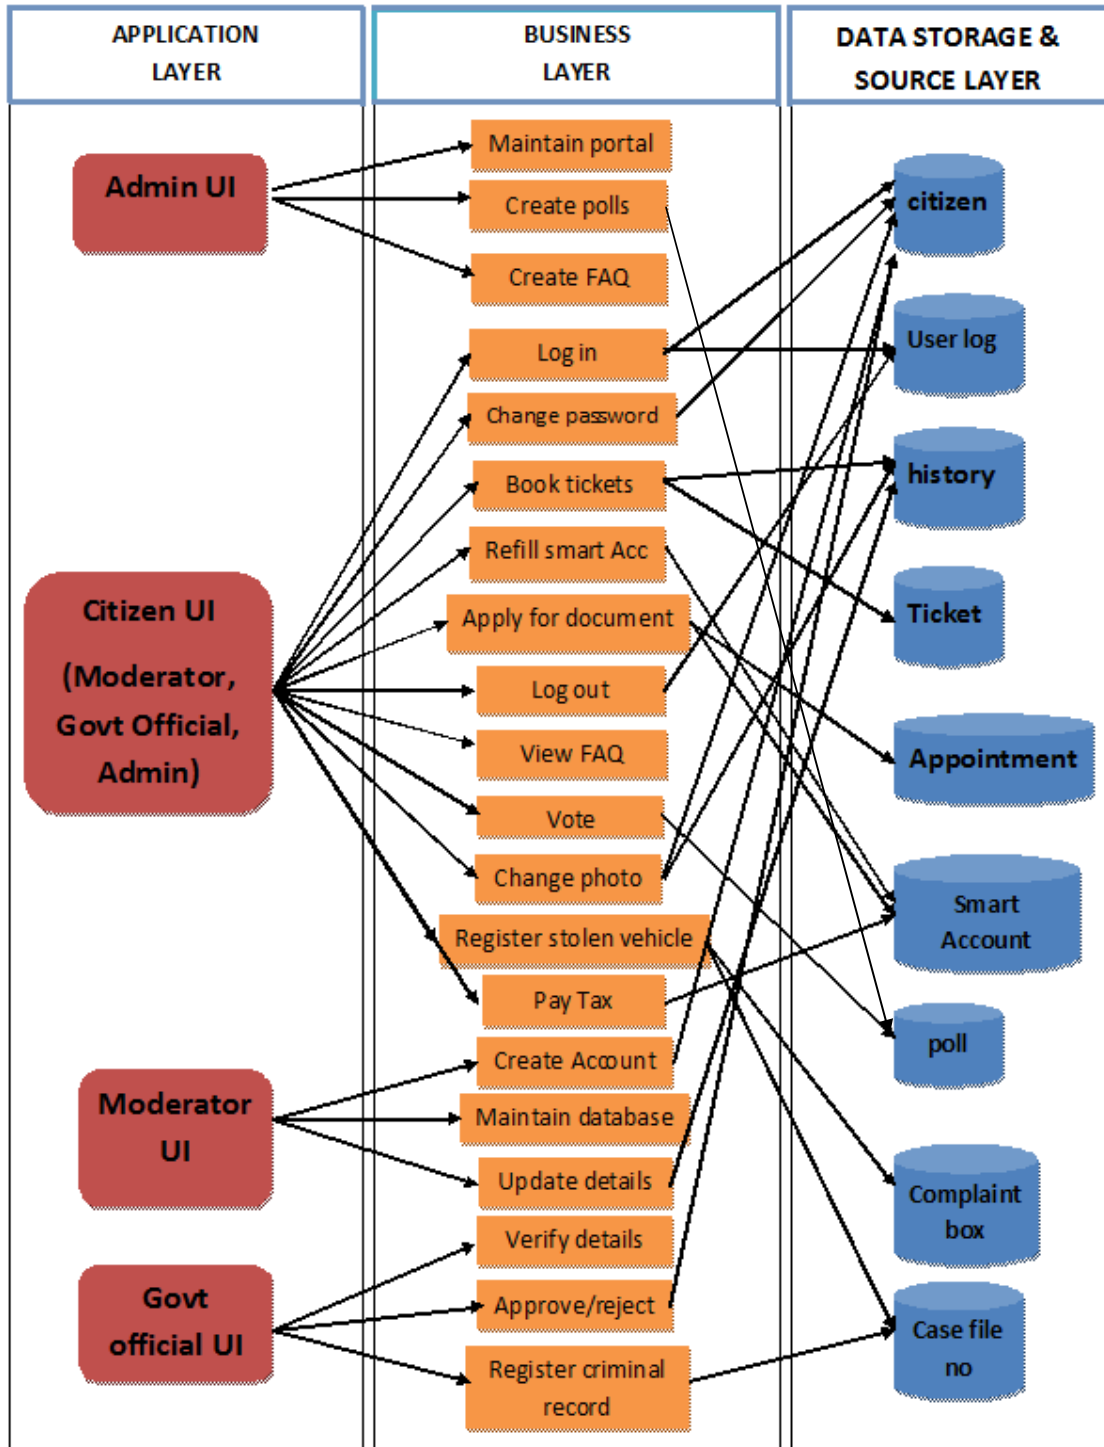 APPLICATION
LAYER
BUSINESS
LAYER
DATA STORAGE &
SOURCE LAYER
Admin UI
Citizen UI
(Moderator,
Govt Official,
Admin)
Moderator
UI
Govt
official UI
Maintain portal
Create polls
Create FAQ
Log in
Change password
Book tickets
Refill smart Acc
Apply for document
Log out
View FAQ
Vote
Change photo
Register stolen vehicle
Pay Tax
Create Account
Maintain database
Update details
Verify details
Approve/reject
Register criminal
record
citizen
User log
history
Ticket
Appointment
Smart
Account
poll
Complaint
box
Case file
no